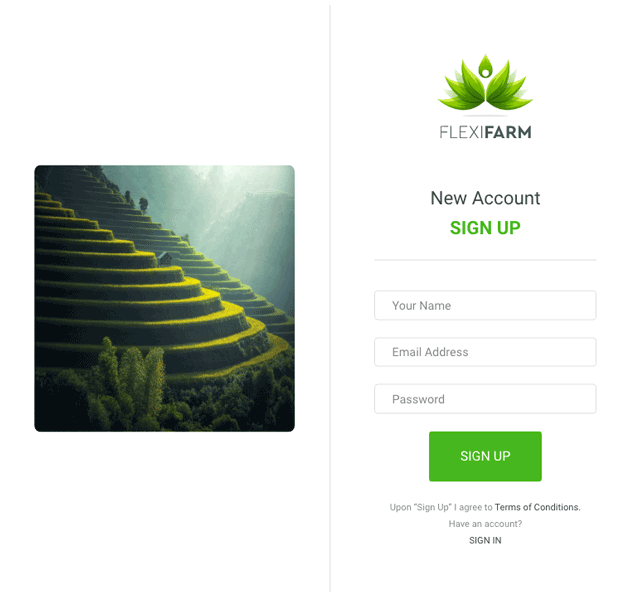 FLEXIFARM
New Account
SIGN UP
Your Name
Email Address
Password
SIGN UP
Upon “Sign Up” I agree to Terms of Conditions.
Have an account?
SIGN IN